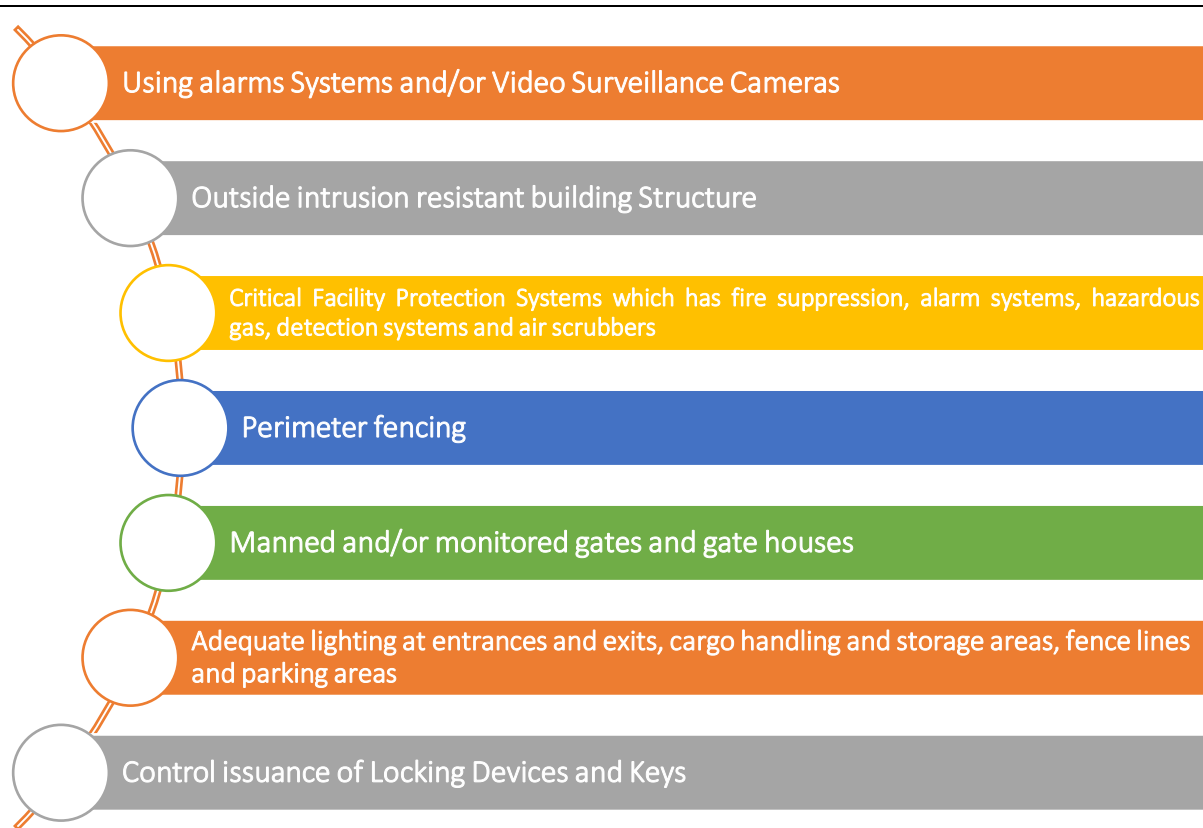 Using alarms Systems and/or Video Surveillance Cameras
Outside intrusion resistant building Structure
Critical Facility Protection Systems which has fire suppression, alarm systems, hazardous
gas, detection systems and air scrubbers
Perimeter fencing
Manned and/or monitored gates and gate houses
Adequate lighting at entrances and exits, cargo handling and storage areas, fence lines
and parking areas
Control issuance of Locking Devices and Keys